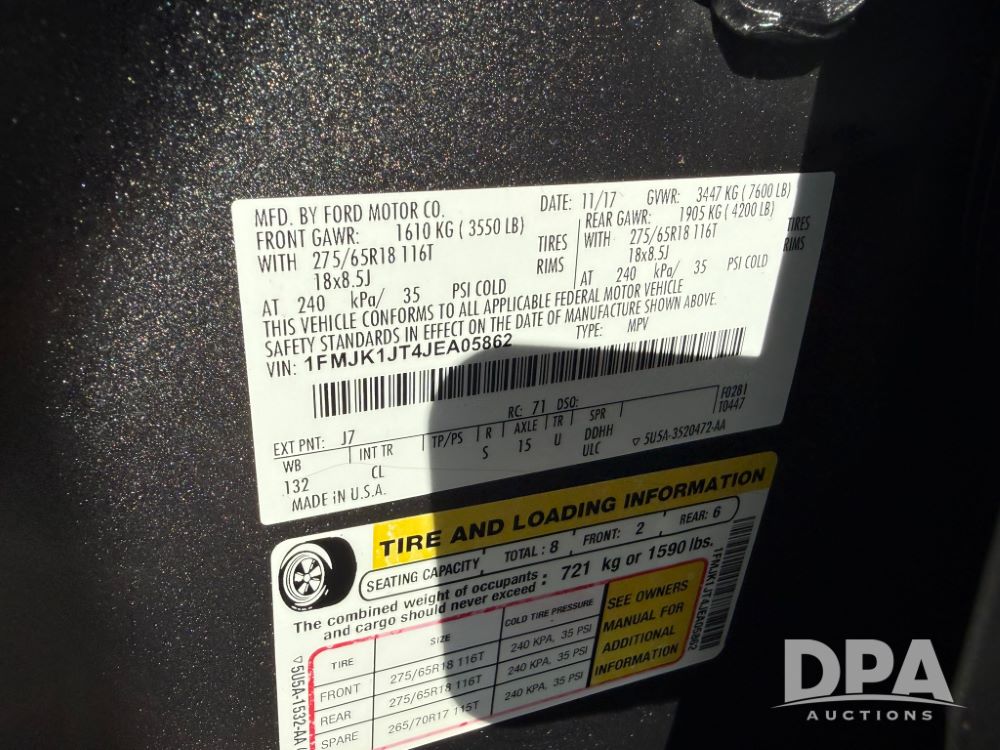 MFD. BY FORD MOTOR CO.
DATE: 11/17 GVWR: 3447 KG ( 7600 LB)
FRONT GAWR: 1610 KG ( 3550 LB)
REAR GAWR: 1905 KG ( 4200 LB)
WITH 275/65R18 116T TIRES
WITH 275/65R18 116T TIRES
18x8.5J RIMS
18x8.5J RIMS
AT 240 kPa/ 35 PSI COLD
AT 240 kPa/ 35 PSI COLD
THIS VEHICLE CONFORMS TO ALL APPLICABLE FEDERAL MOTOR VEHICLE
SAFETY STANDARDS IN EFFECT ON THE DATE OF MANUFACTURE SHOWN ABOVE.
VIN: 1FMJK1JT4JEA05862
TYPE: MPV
F0281
T0447
EXT PNT: J7 RC: 71 DSO:
WB INT TR TP/PS R AXLE TR SPR
132 CL S 15 U DDHH
ULC
5U5A-3520472-AA
MADE IN U.S.A.
TIRE AND LOADING INFORMATION
SEATING CAPACITY TOTAL: 8 FRONT: 2 REAR: 6
The combined weight of occupants
and cargo should never exceed : 721 kg or 1590 lbs.
TIRE SIZE COLD TIRE PRESSURE
FRONT 275/65R18 116T 240 KPA, 35 PSI
REAR 275/65R18 116T 240 KPA, 35 PSI
SPARE 265/70R17 115T 240 KPA, 35 PSI
SEE OWNERS
MANUAL FOR
ADDITIONAL
INFORMATION
1FMJK1JT4JEA05862
5U5A-1532-AA
DPA
AUCTIONS